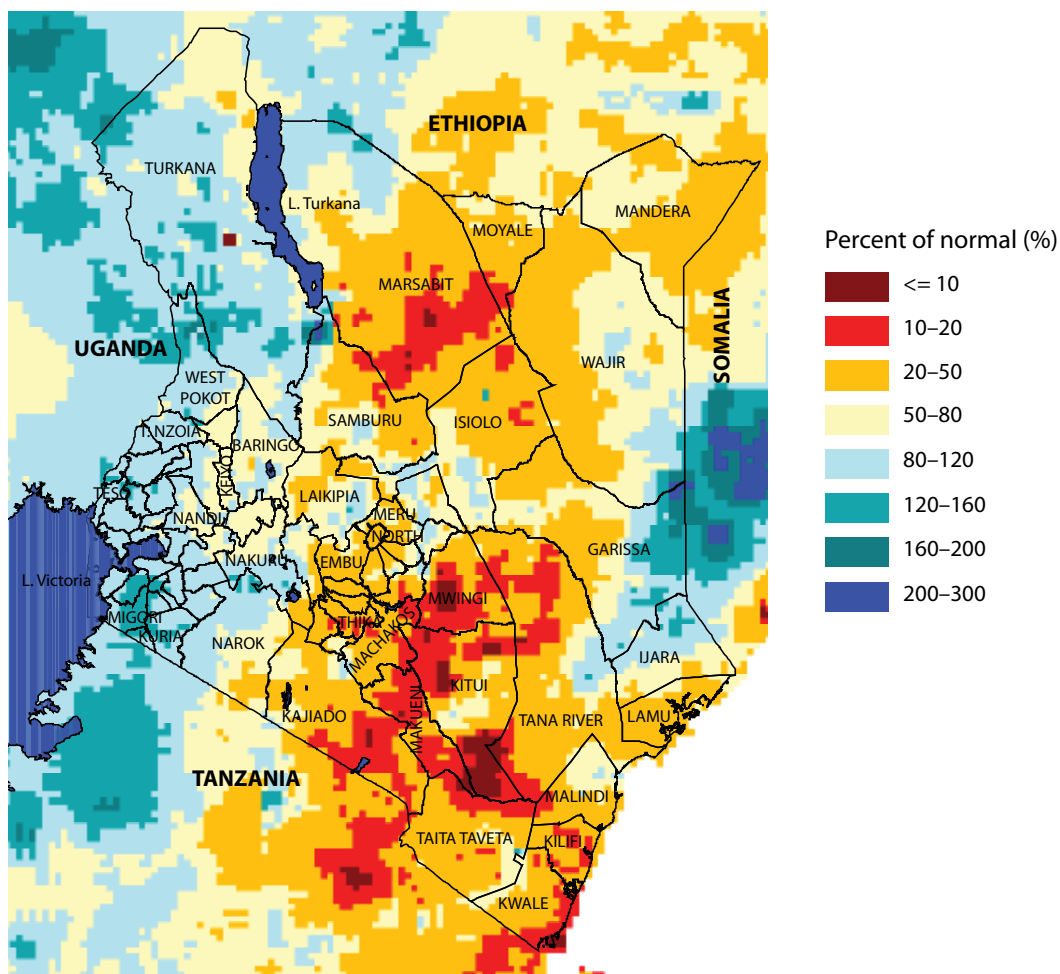 ETHIOPIA
TURKANA
L. Turkana
MANDERA
MOYALE
MARSABIT
SOMALIA
UGANDA
WAJIR
WEST
POKOT
SAMBURU
ISIOLO
T. NZOIA
BARINGO
KEIYO
TESO
LAIKIPIA
NANDI
MERU
NORTH
GARISSA
NAKURU
EMBU
L. Victoria
MWINGI
MIGORI
THIKA
KURIA
NAROK
MACHAKOS
IJARA
KITUI
KAJIADO
MAKUENI
TANA RIVER
LAMU
TANZANIA
MALINDI
TAITA TAVETA
KILIFI
KWALE
Percent of normal (%)
<= 10
10–20
20–50
50–80
80–120
120–160
160–200
200–300